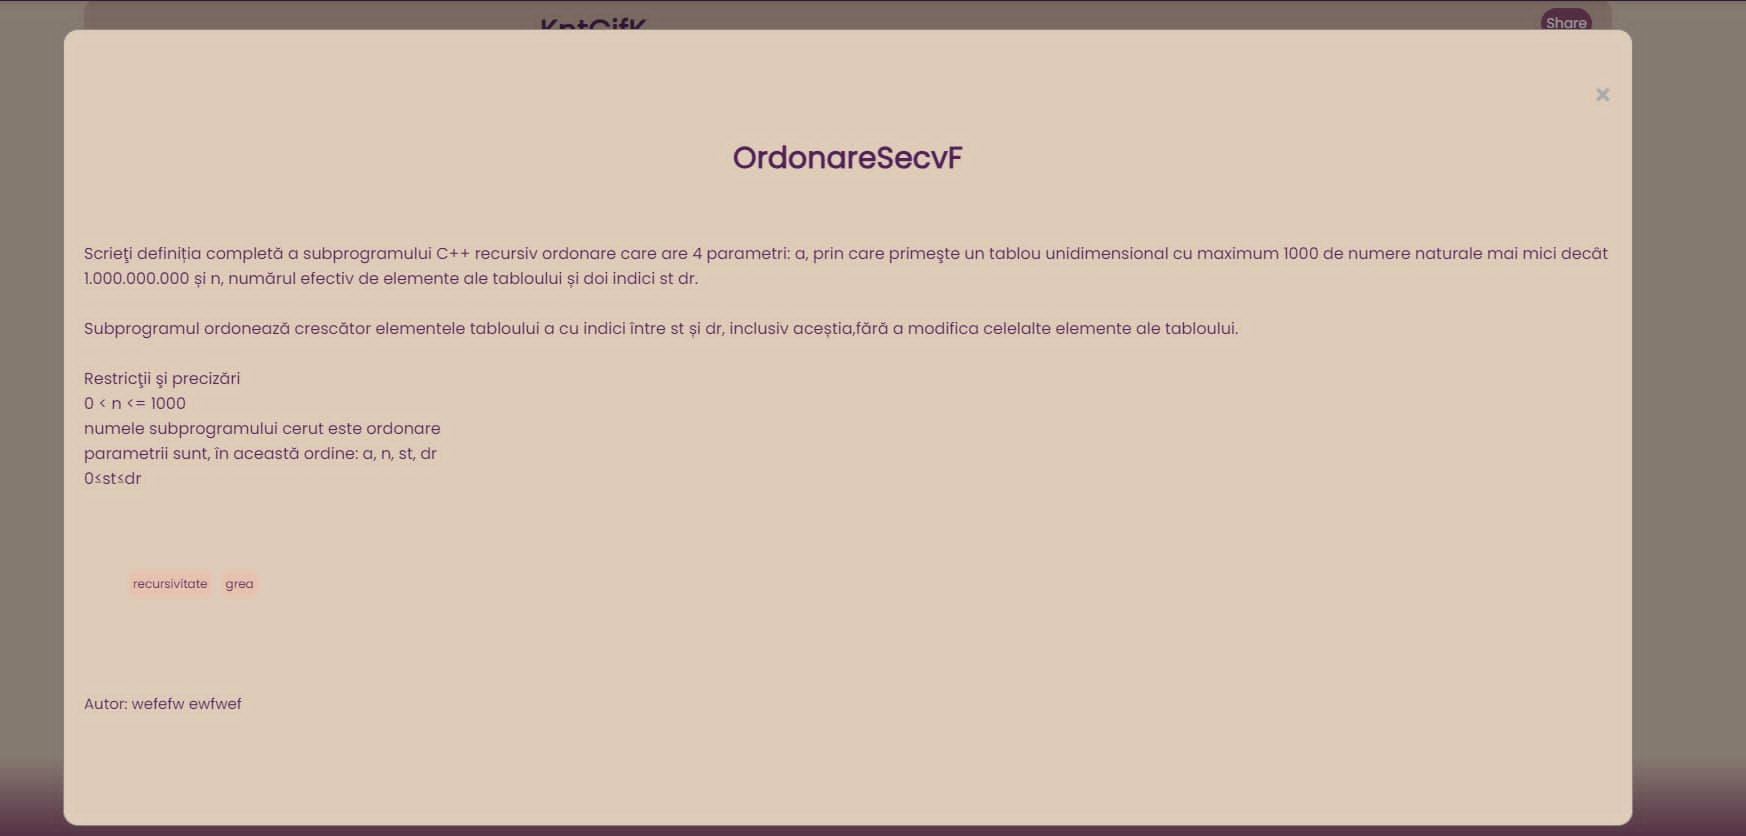 KntCifK
Share
×
OrdonareSecvF
Scrieţi definiția completă a subprogramului C++ recursiv ordonare care are 4 parametri: a, prin care primeşte un tablou unidimensional cu maximum 1000 de numere naturale mai mici decât
1.000.000.000 și n, numărul efectiv de elemente ale tabloului și doi indici st dr.
Subprogramul ordonează crescător elementele tabloului a cu indici între st și dr, inclusiv aceștia,fără a modifica celelalte elemente ale tabloului.
Restricţii şi precizări
0 < n <= 1000
numele subprogramului cerut este ordonare
parametrii sunt, în această ordine: a, n, st, dr
0≤st≤dr
recursivitate grea
Autor: wefefw ewfwef